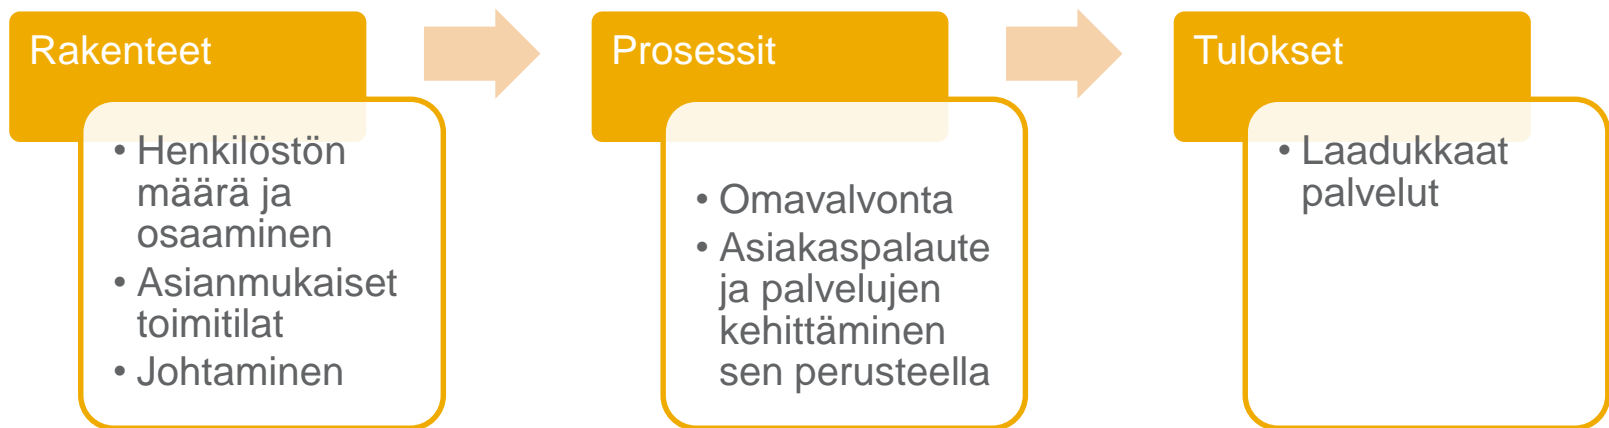 Rakenteet
• Henkilöstön
määrä ja
osaaminen
• Asianmukaiset
toimitilat
• Johtaminen
Prosessit
• Omavalvonta
• Asiakaspalaute
ja palvelujen
kehittäminen
sen perusteella
Tulokset
• Laadukkaat
palvelut